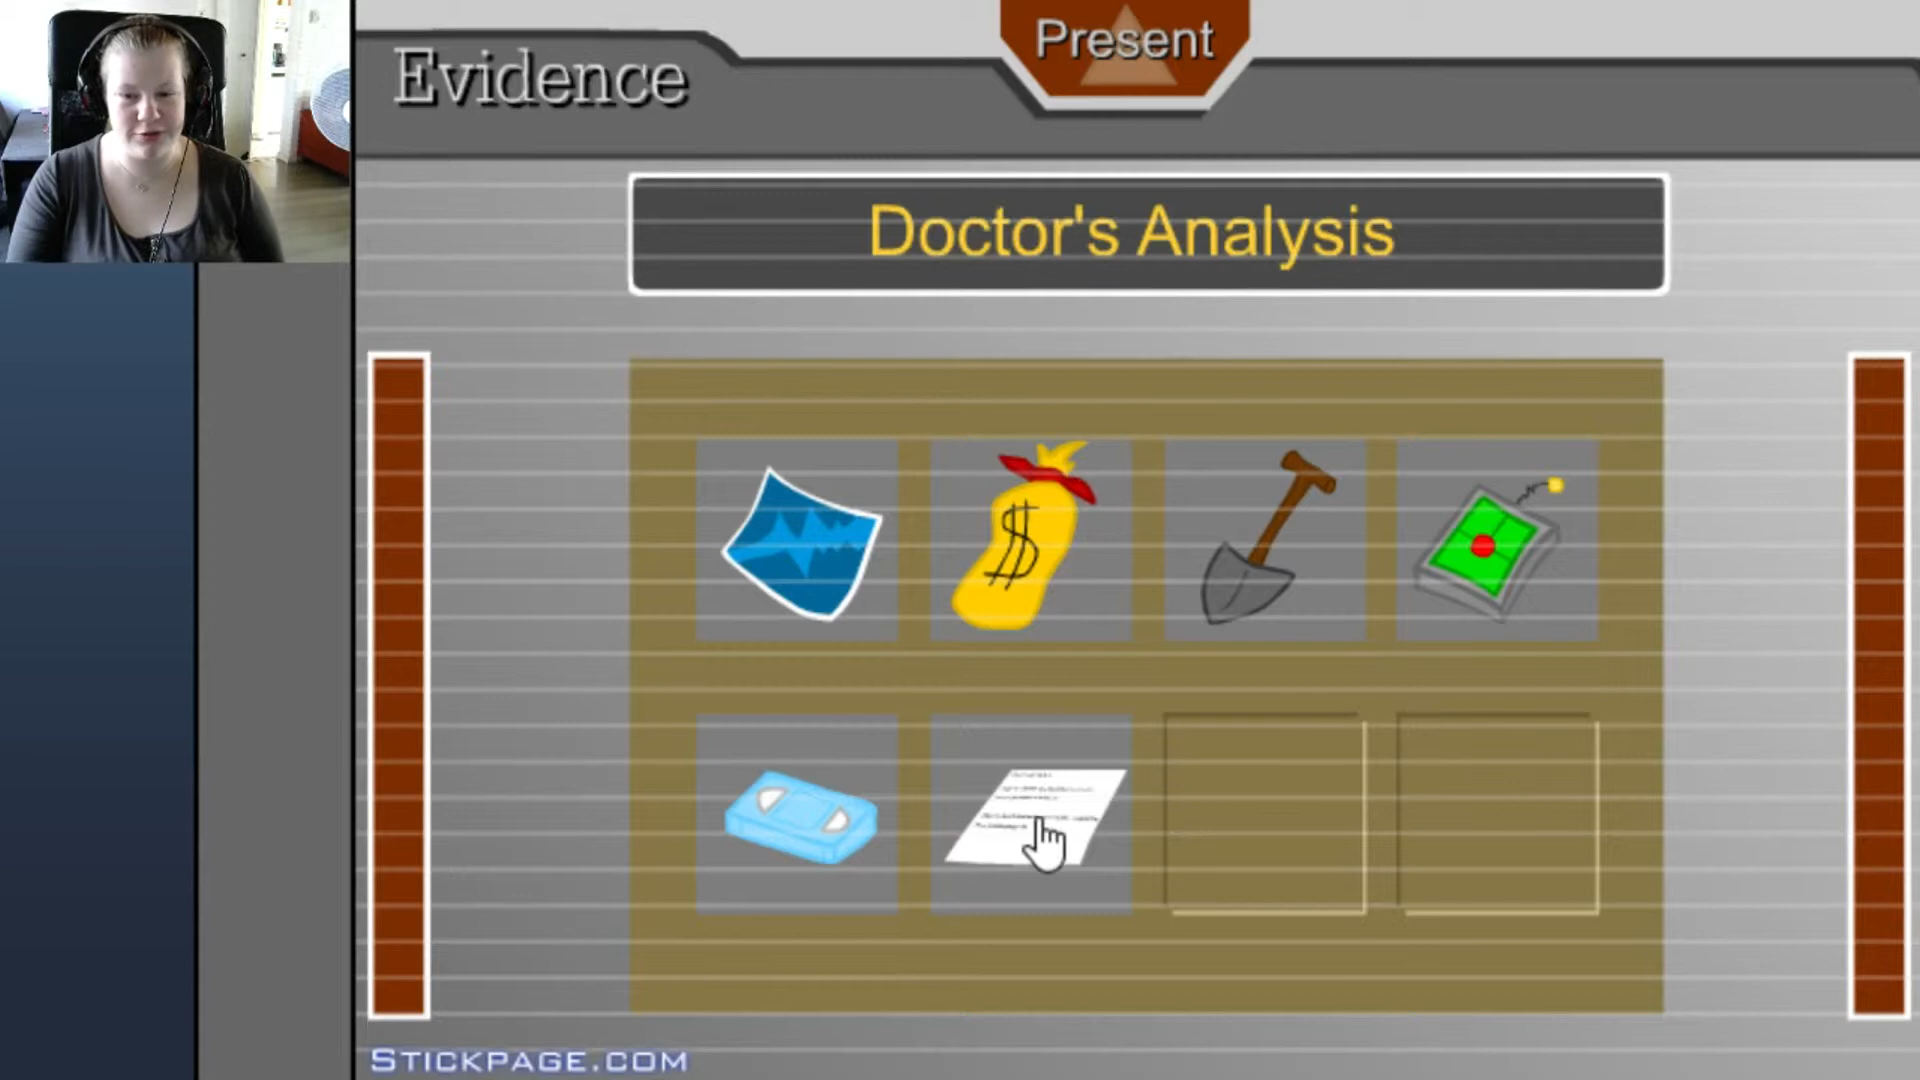 Present
Evidence
Doctor's Analysis
$
STICKPAGE.COM